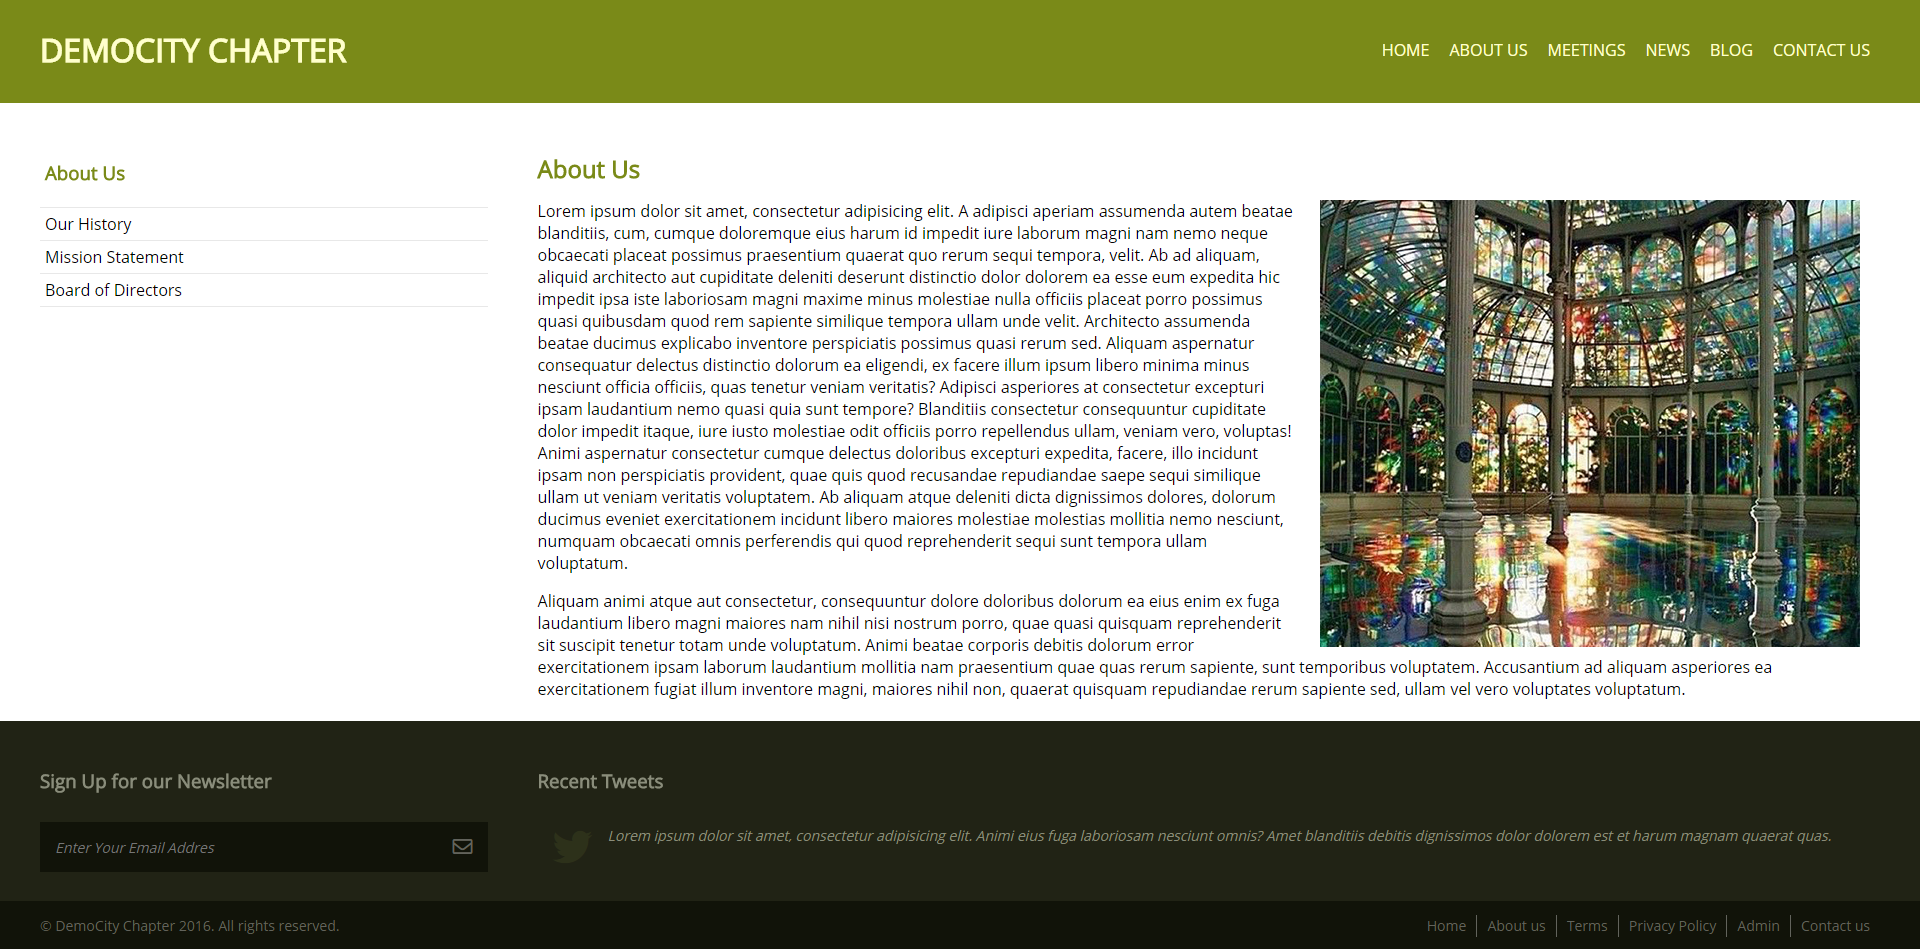 DEMOCITY CHAPTER
HOME ABOUT US MEETINGS NEWS BLOG CONTACT US
About Us
Our History
Mission Statement
Board of Directors
About Us
Lorem ipsum dolor sit amet, consectetur adipisicing elit. A adipisci aperiam assumenda autem beatae
blanditiis, cum, cumque doloremque eius harum id impedit iure laborum magni nam nemo neque
obcaecati placeat possimus praesentium quaerat quo rerum sequi tempora, velit. Ab ad aliquam,
aliquid architecto aut cupiditate deleniti deserunt distinctio dolor dolorem ea esse eum expedita hic
impedit ipsa iste laboriosam magni maxime minus molestiae nulla officiis placeat porro possimus
quasi quibusdam quod rem sapiente similique tempora ullam unde velit. Architecto assumenda
beatae ducimus explicabo inventore perspiciatis possimus quasi rerum sed. Aliquam aspernatur
consequatur delectus distinctio dolorum ea eligendi, ex facere illum ipsum libero minima minus
nesciunt officia officiis, quas tenetur veniam veritatis? Adipisci asperiores at consectetur excepturi
ipsam laudantium nemo quasi quia sunt tempore? Blanditiis consectetur consequuntur cupiditate
dolor impedit itaque, iure iusto molestiae odit officiis porro repellendus ullam, veniam vero, voluptas!
Animi aspernatur consectetur cumque delectus doloribus excepturi expedita, facere, illo incidunt
ipsam non perspiciatis provident, quae quis quod recusandae repudiandae saepe sequi similique
ullam ut veniam veritatis voluptatem. Ab aliquam atque deleniti dicta dignissimos dolores, dolorum
ducimus eveniet exercitationem incidunt libero maiores molestiae molestias mollitia nemo nesciunt,
numquam obcaecati omnis perferendis qui quod reprehenderit sequi sunt tempora ullam
voluptatum.
Aliquam animi atque aut consectetur, consequuntur dolore doloribus dolorum ea eius enim ex fuga
laudantium libero magni maiores nam nihil nisi nostrum porro, quae quasi quisquam reprehenderit
sit suscipit tenetur totam unde voluptatum. Animi beatae corporis debitis dolorum error
exercitationem ipsam laborum laudantium mollitia nam praesentium quae quas rerum sapiente, sunt temporibus voluptatem. Accusantium ad aliquam asperiores ea
exercitationem fugiat illum inventore magni, maiores nihil non, quaerat quisquam repudiandae rerum sapiente sed, ullam vel vero voluptates voluptatum.
Sign Up for our Newsletter
Enter Your Email Addres
Recent Tweets
Lorem ipsum dolor sit amet, consectetur adipisicing elit. Animi eius fuga laboriosam nesciunt omnis? Amet blanditiis debitis dignissimos dolor dolorem est et harum magnam quaerat quas.
© DemoCity Chapter 2016. All rights reserved.
Home About us Terms Privacy Policy Admin Contact us